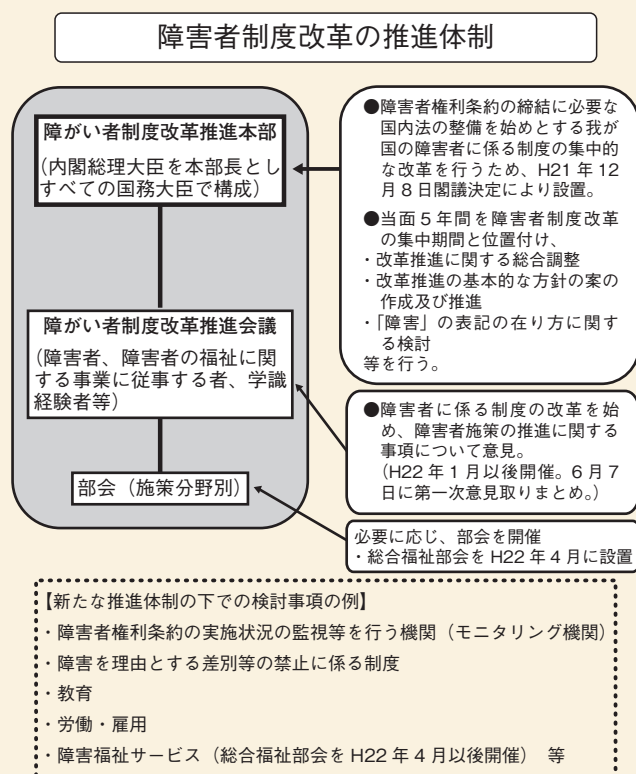 障害者制度改革の推進体制
障がい者制度改革推進本部
(内閣総理大臣を本部長とし
すべての国務大臣で構成)
●障害者権利条約の締結に必要な
国内法の整備を始めとする我が
国の障害者に係る制度の集中的
な改革を行うため、H21 年 12
月 8 日閣議決定により設置。
●当面 5 年間を障害者制度改革
の集中期間と位置付け、
・改革推進に関する総合調整
・改革推進の基本的な方針の案の
作成及び推進
・「障害」の表記の在り方に関す
る検討
等を行う。
障がい者制度改革推進会議
(障害者、障害者の福祉に関
する事業に従事する者、学識
経験者等)
●障害者に係る制度の改革を始
め、障害者施策の推進に関する
事項について意見。
(H22 年 1 月以後開催。6 月 7
日に第一次意見取りまとめ。)
部会(施策分野別)
必要に応じ、部会を開催
・総合福祉部会を H22 年 4 月に設置
【新たな推進体制の下での検討事項の例】
・障害者権利条約の実施状況の監視等を行う機関(モニタリング機関)
・障害を理由とする差別等の禁止に係る制度
・教育
・労働・雇用
・障害福祉サービス(総合福祉部会を H22 年 4 月以後開催) 等